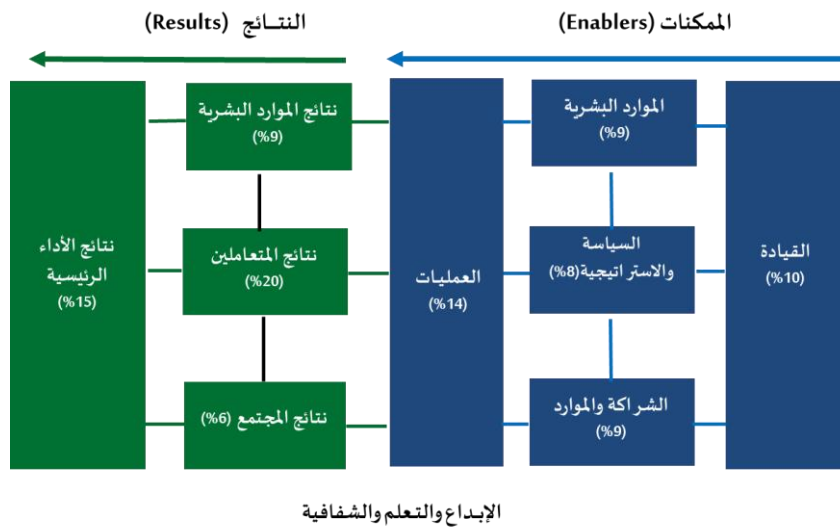 الممكنات (Enablers)
النتــائج (Results)
القيادة
(%10)
الموارد البشرية
(%9)
السياسة
والاستراتيجية(%8)
الشراكة والموارد
(%9)
العمليات
(%14)
نتائج الموارد البشرية
(%9)
نتائج المتعاملين
(%20)
نتائج المجتمع (%6)
نتائج الأداء
الرئيسية
(%15)
الإبداع والتعلم والشفافية